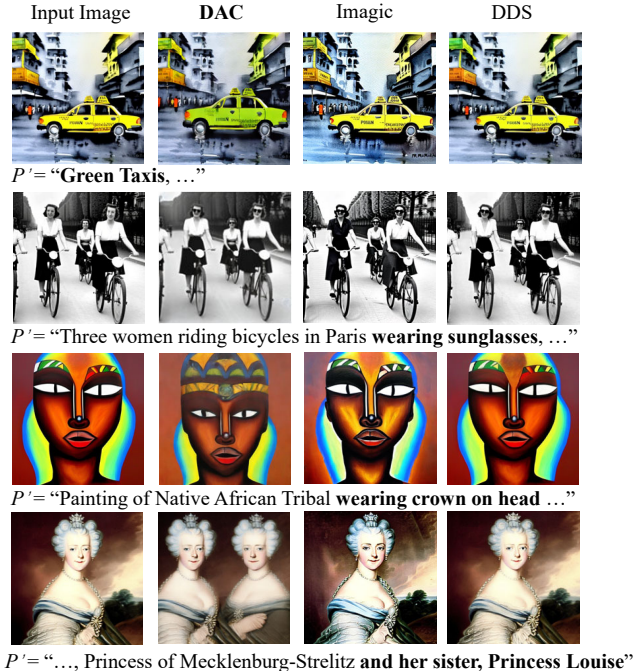 Input Image DAC Imagic DDS
P′= “Green Taxis, …”
P′= “Three women riding bicycles in Paris wearing sunglasses, …”
P′= “Painting of Native African Tribal wearing crown on head …”
P′= “…, Princess of Mecklenburg-Strelitz and her sister, Princess Louise”